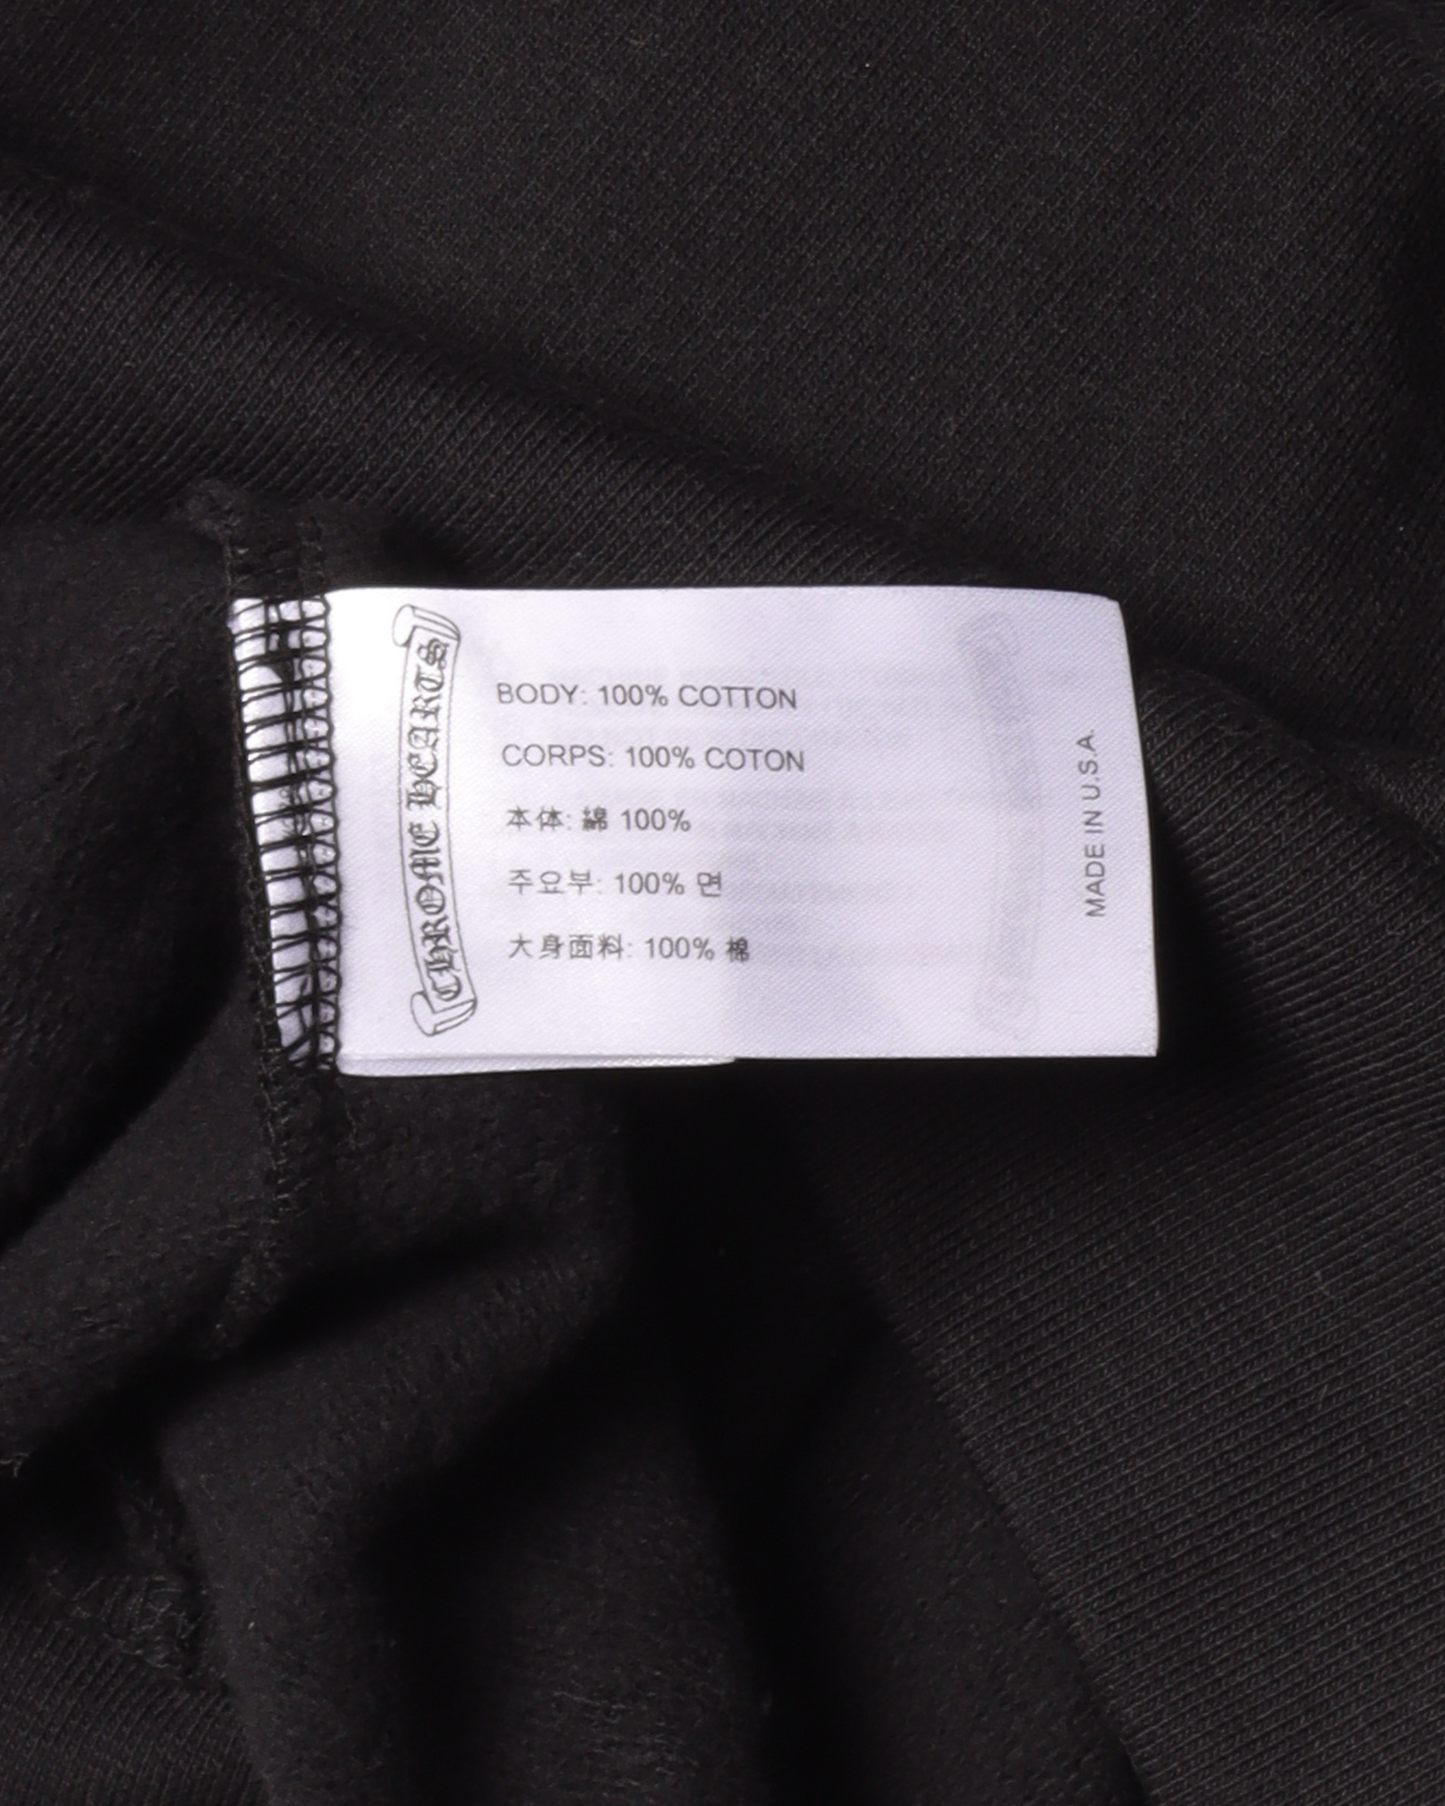 CHROME HEARTS
BODY: 100% COTTON
CORPS: 100% COTON
本体: 綿 100%
주요부: 100% 면
大身面料: 100% 棉
MADE IN U.S.A.